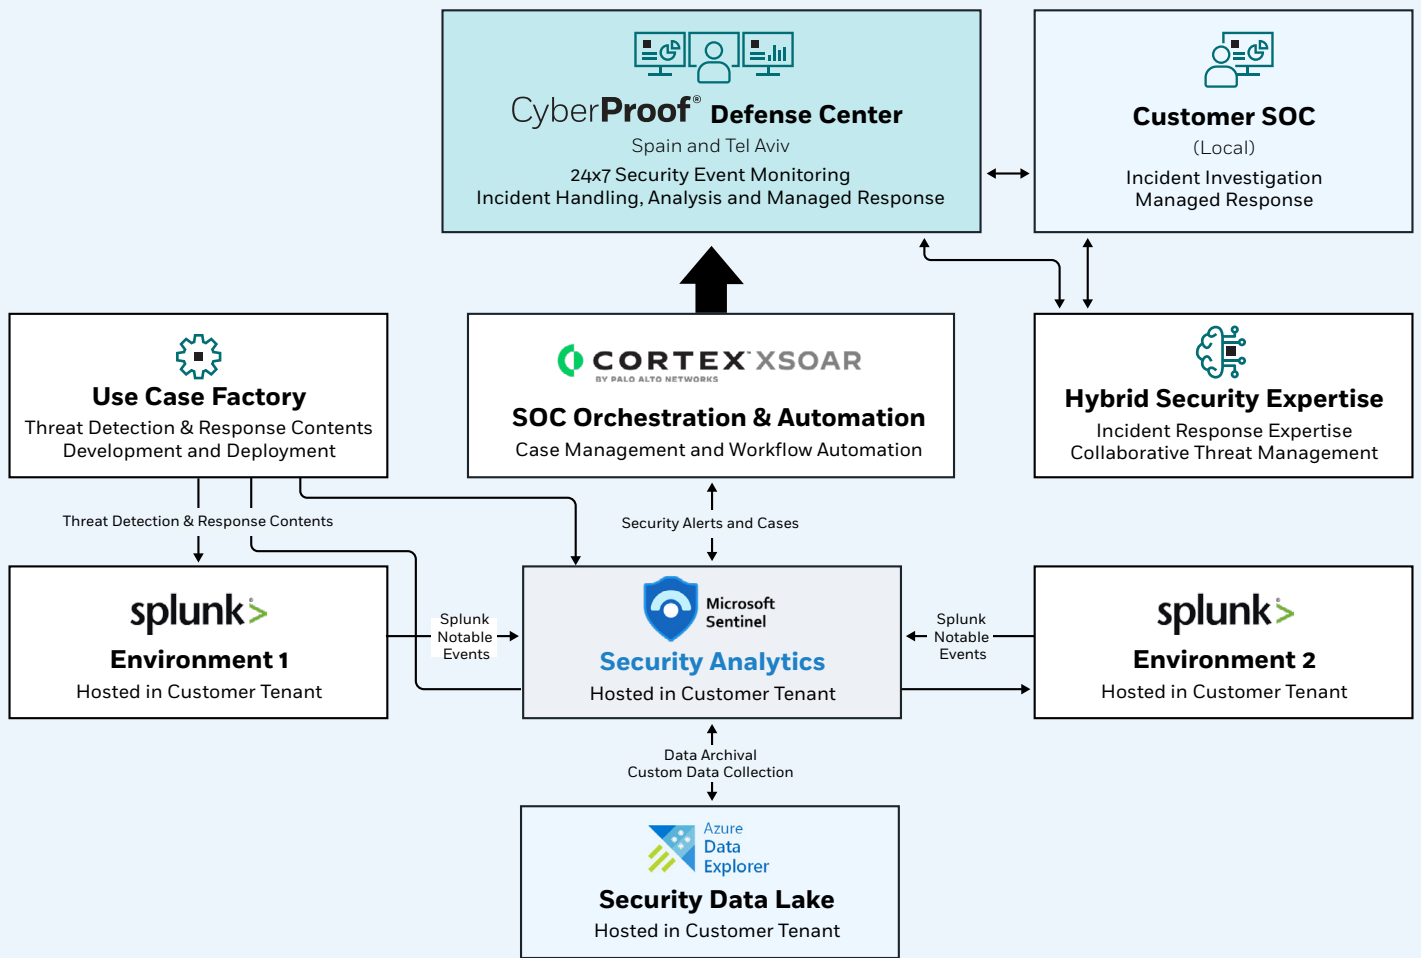 CyberProof® Defense Center
Spain and Tel Aviv
24x7 Security Event Monitoring
Incident Handling, Analysis and Managed Response
Customer SOC
(Local)
Incident Investigation
Managed Response
Use Case Factory
Threat Detection & Response Contents
Development and Deployment
CORTEX™ XSOAR
BY PALO ALTO NETWORKS
SOC Orchestration & Automation
Case Management and Workflow Automation
Hybrid Security Expertise
Incident Response Expertise
Collaborative Threat Management
Threat Detection & Response Contents
Security Alerts and Cases
splunk>
Environment 1
Hosted in Customer Tenant
Splunk
Notable
Events
Microsoft
Sentinel
Security Analytics
Hosted in Customer Tenant
Splunk
Notable
Events
splunk>
Environment 2
Hosted in Customer Tenant
Data Archival
Custom Data Collection
Azure
Data
Explorer
Security Data Lake
Hosted in Customer Tenant